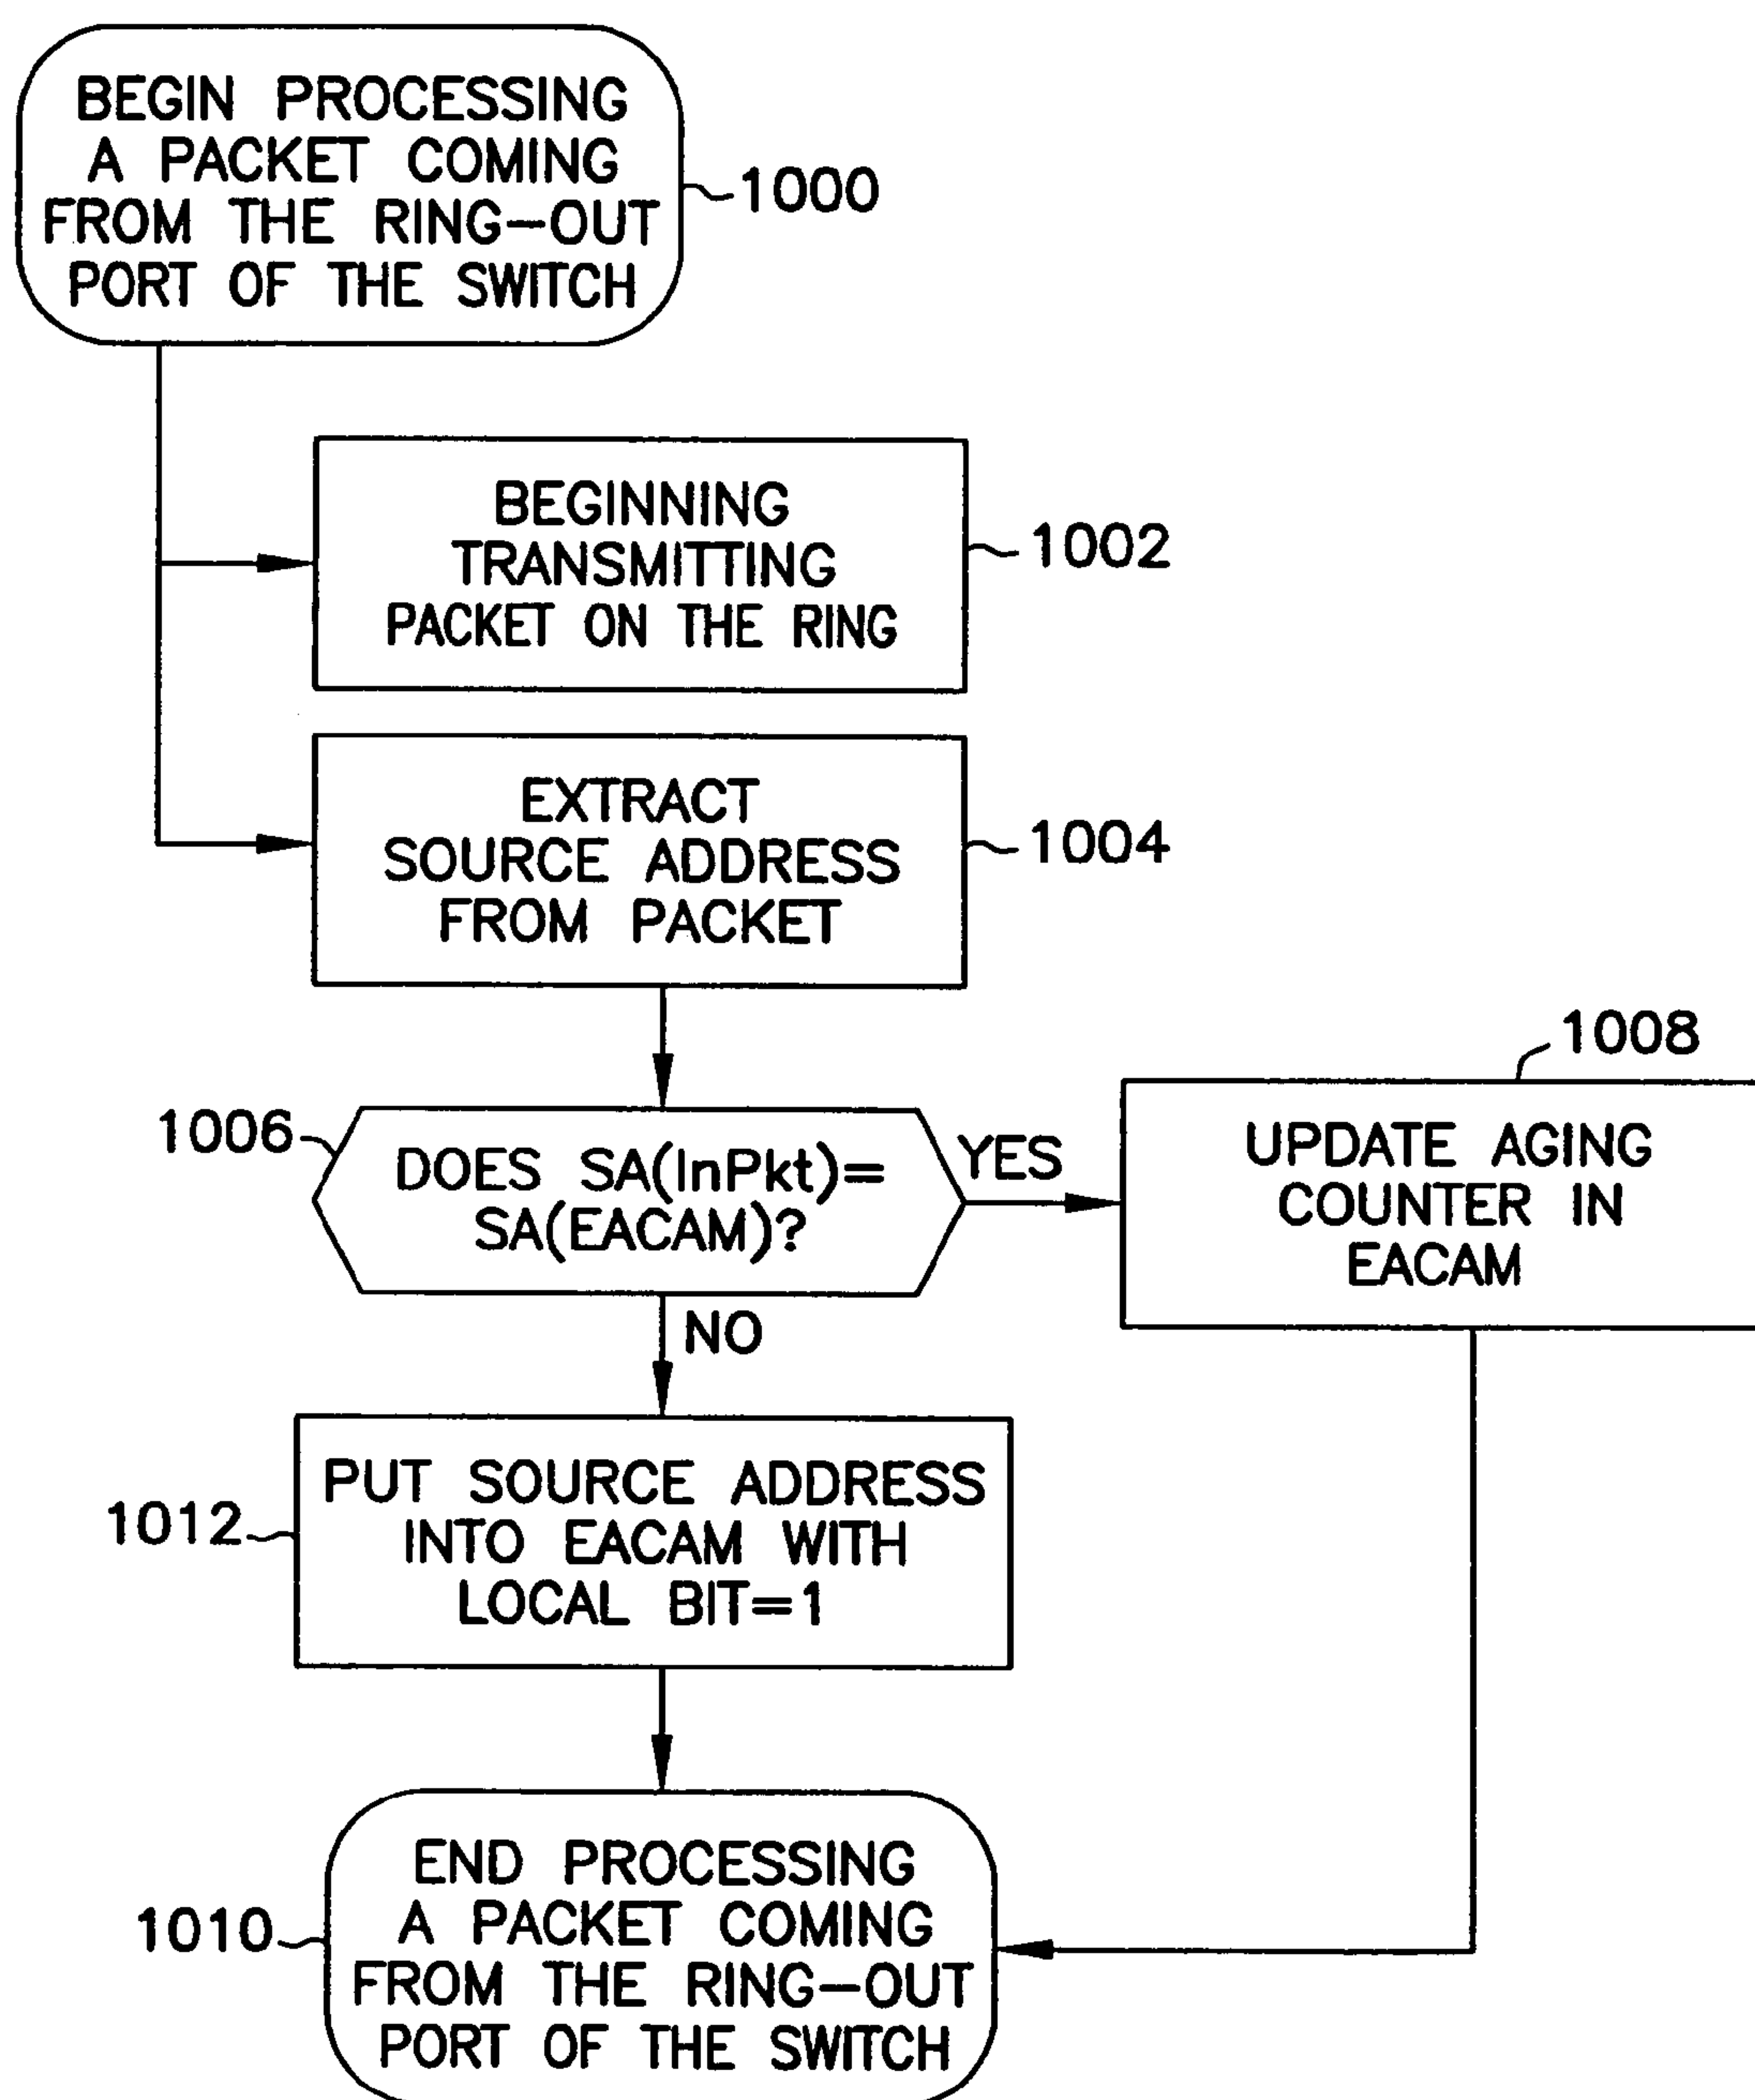 BEGIN PROCESSING
A PACKET COMING
FROM THE RING-OUT
PORT OF THE SWITCH
1000
BEGINNING
TRANSMITTING
PACKET ON THE RING
1002
EXTRACT
SOURCE ADDRESS
FROM PACKET
1004
1006
DOES SA(InPkt)=
SA(EACAM)?
YES
1008
UPDATE AGING
COUNTER IN
EACAM
NO
1012
PUT SOURCE ADDRESS
INTO EACAM WITH
LOCAL BIT=1
1010
END PROCESSING
A PACKET COMING
FROM THE RING-OUT
PORT OF THE SWITCH